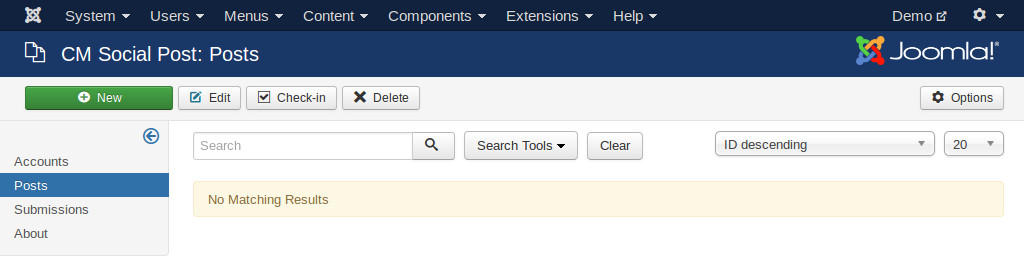 System Users Menus Content Components Extensions Help Demo
CM Social Post: Posts Joomla!®
New Edit Check-in Delete Options
Search Search Tools Clear ID descending 20
Accounts
Posts
Submissions
About
No Matching Results